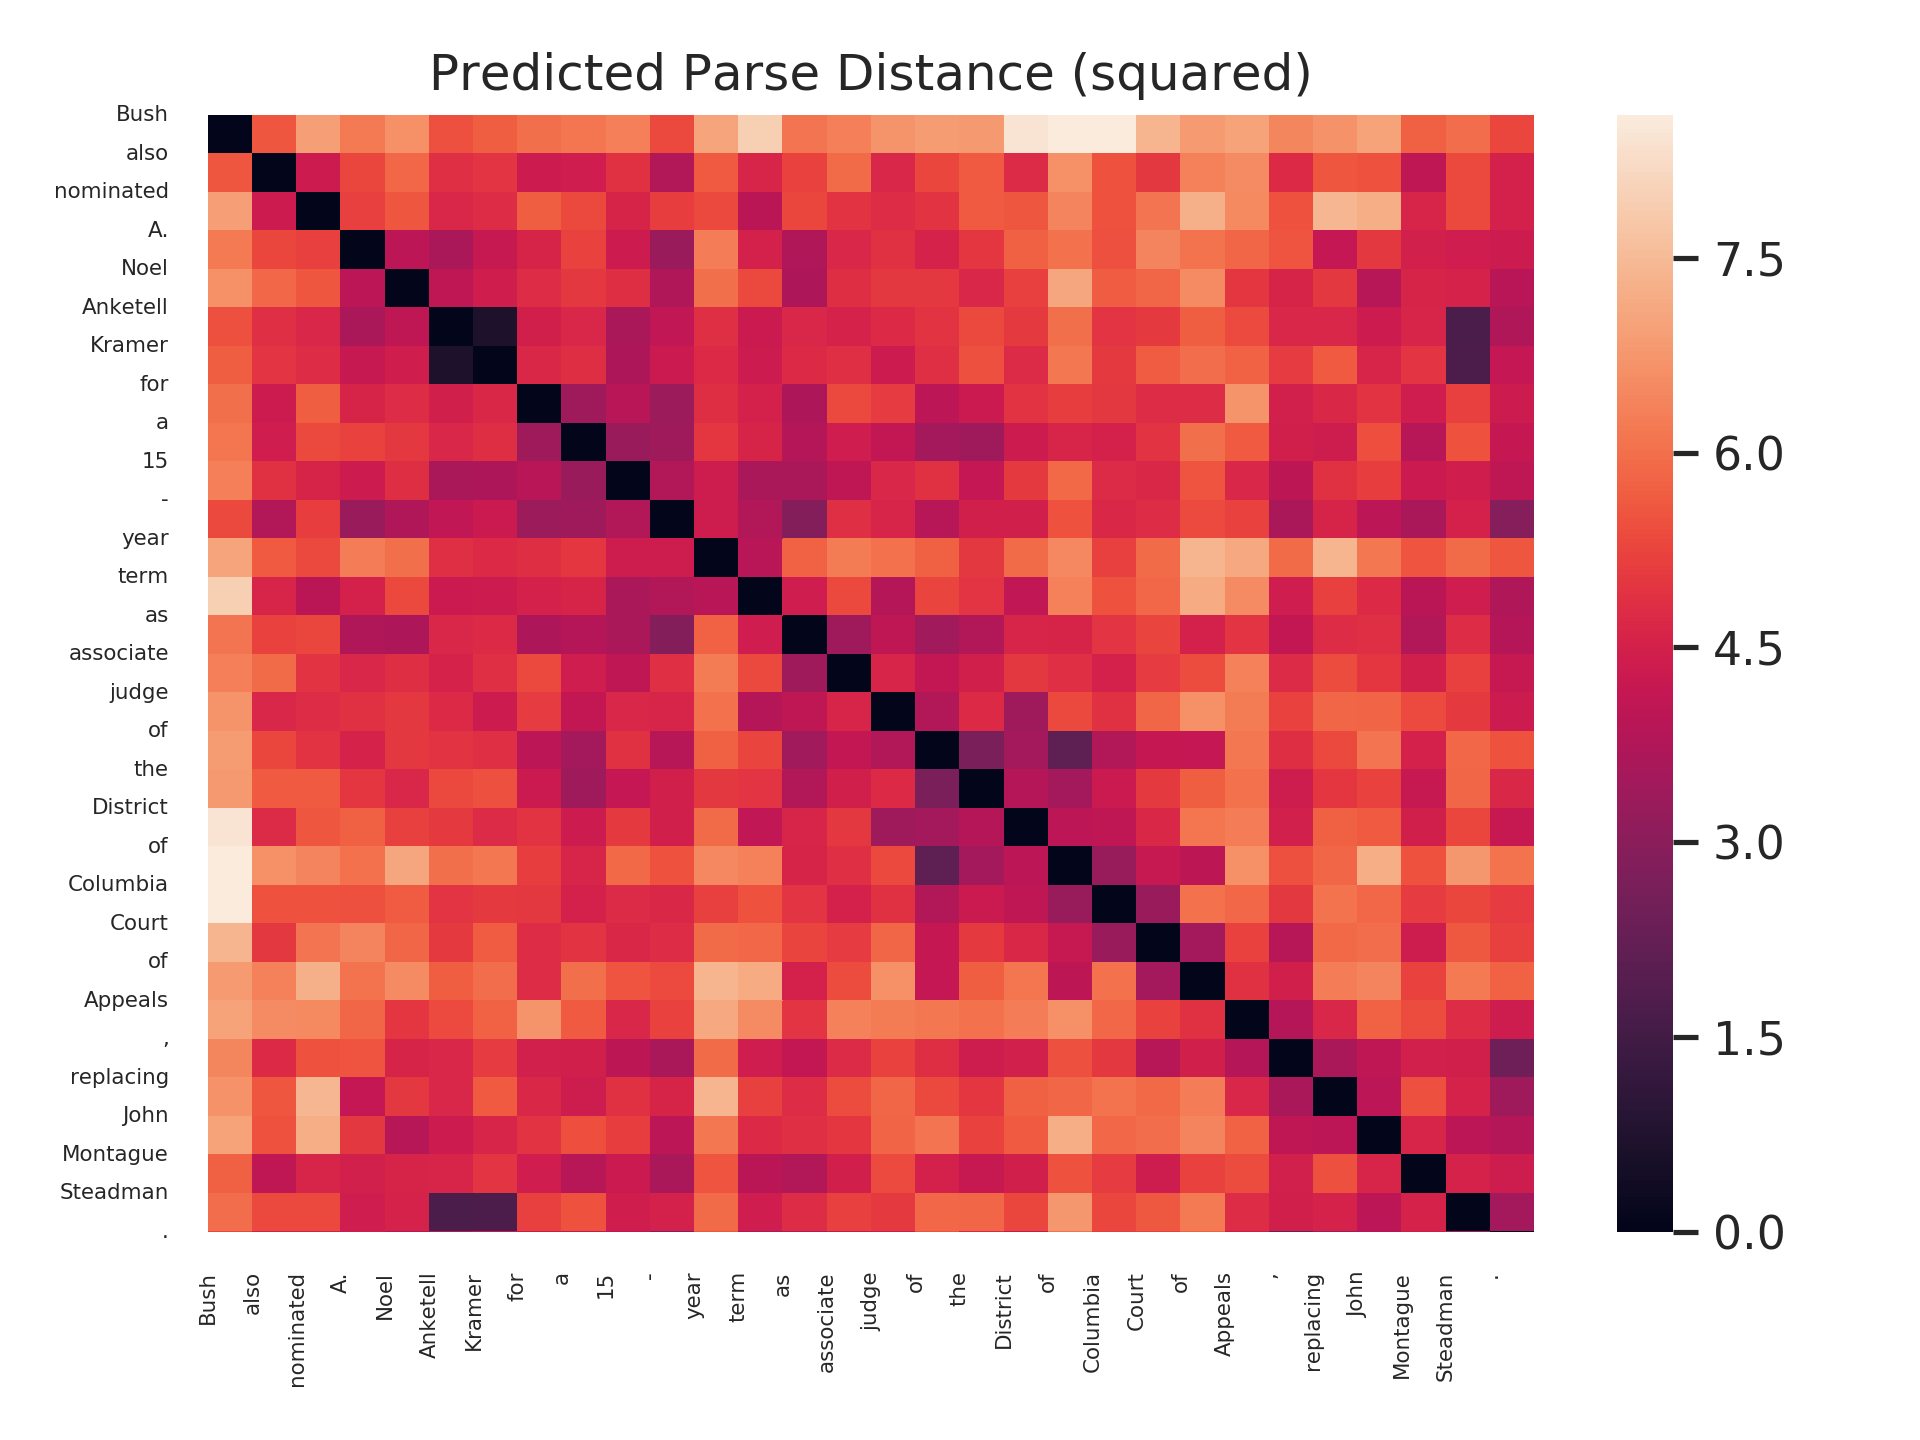 Predicted Parse Distance (squared)
Bush
also
nominated
A.
Noel
Anketell
Kramer
for
a
15
-
year
term
as
associate
judge
of
the
District
of
Columbia
Court
of
Appeals
,
replacing
John
Montague
Steadman
.
7.5
6.0
4.5
3.0
1.5
0.0
Bush
also
nominated
A.
Noel
Anketell
Kramer
for
a
15
-
year
term
as
associate
judge
of
the
District
of
Columbia
Court
of
Appeals
,
replacing
John
Montague
Steadman
.